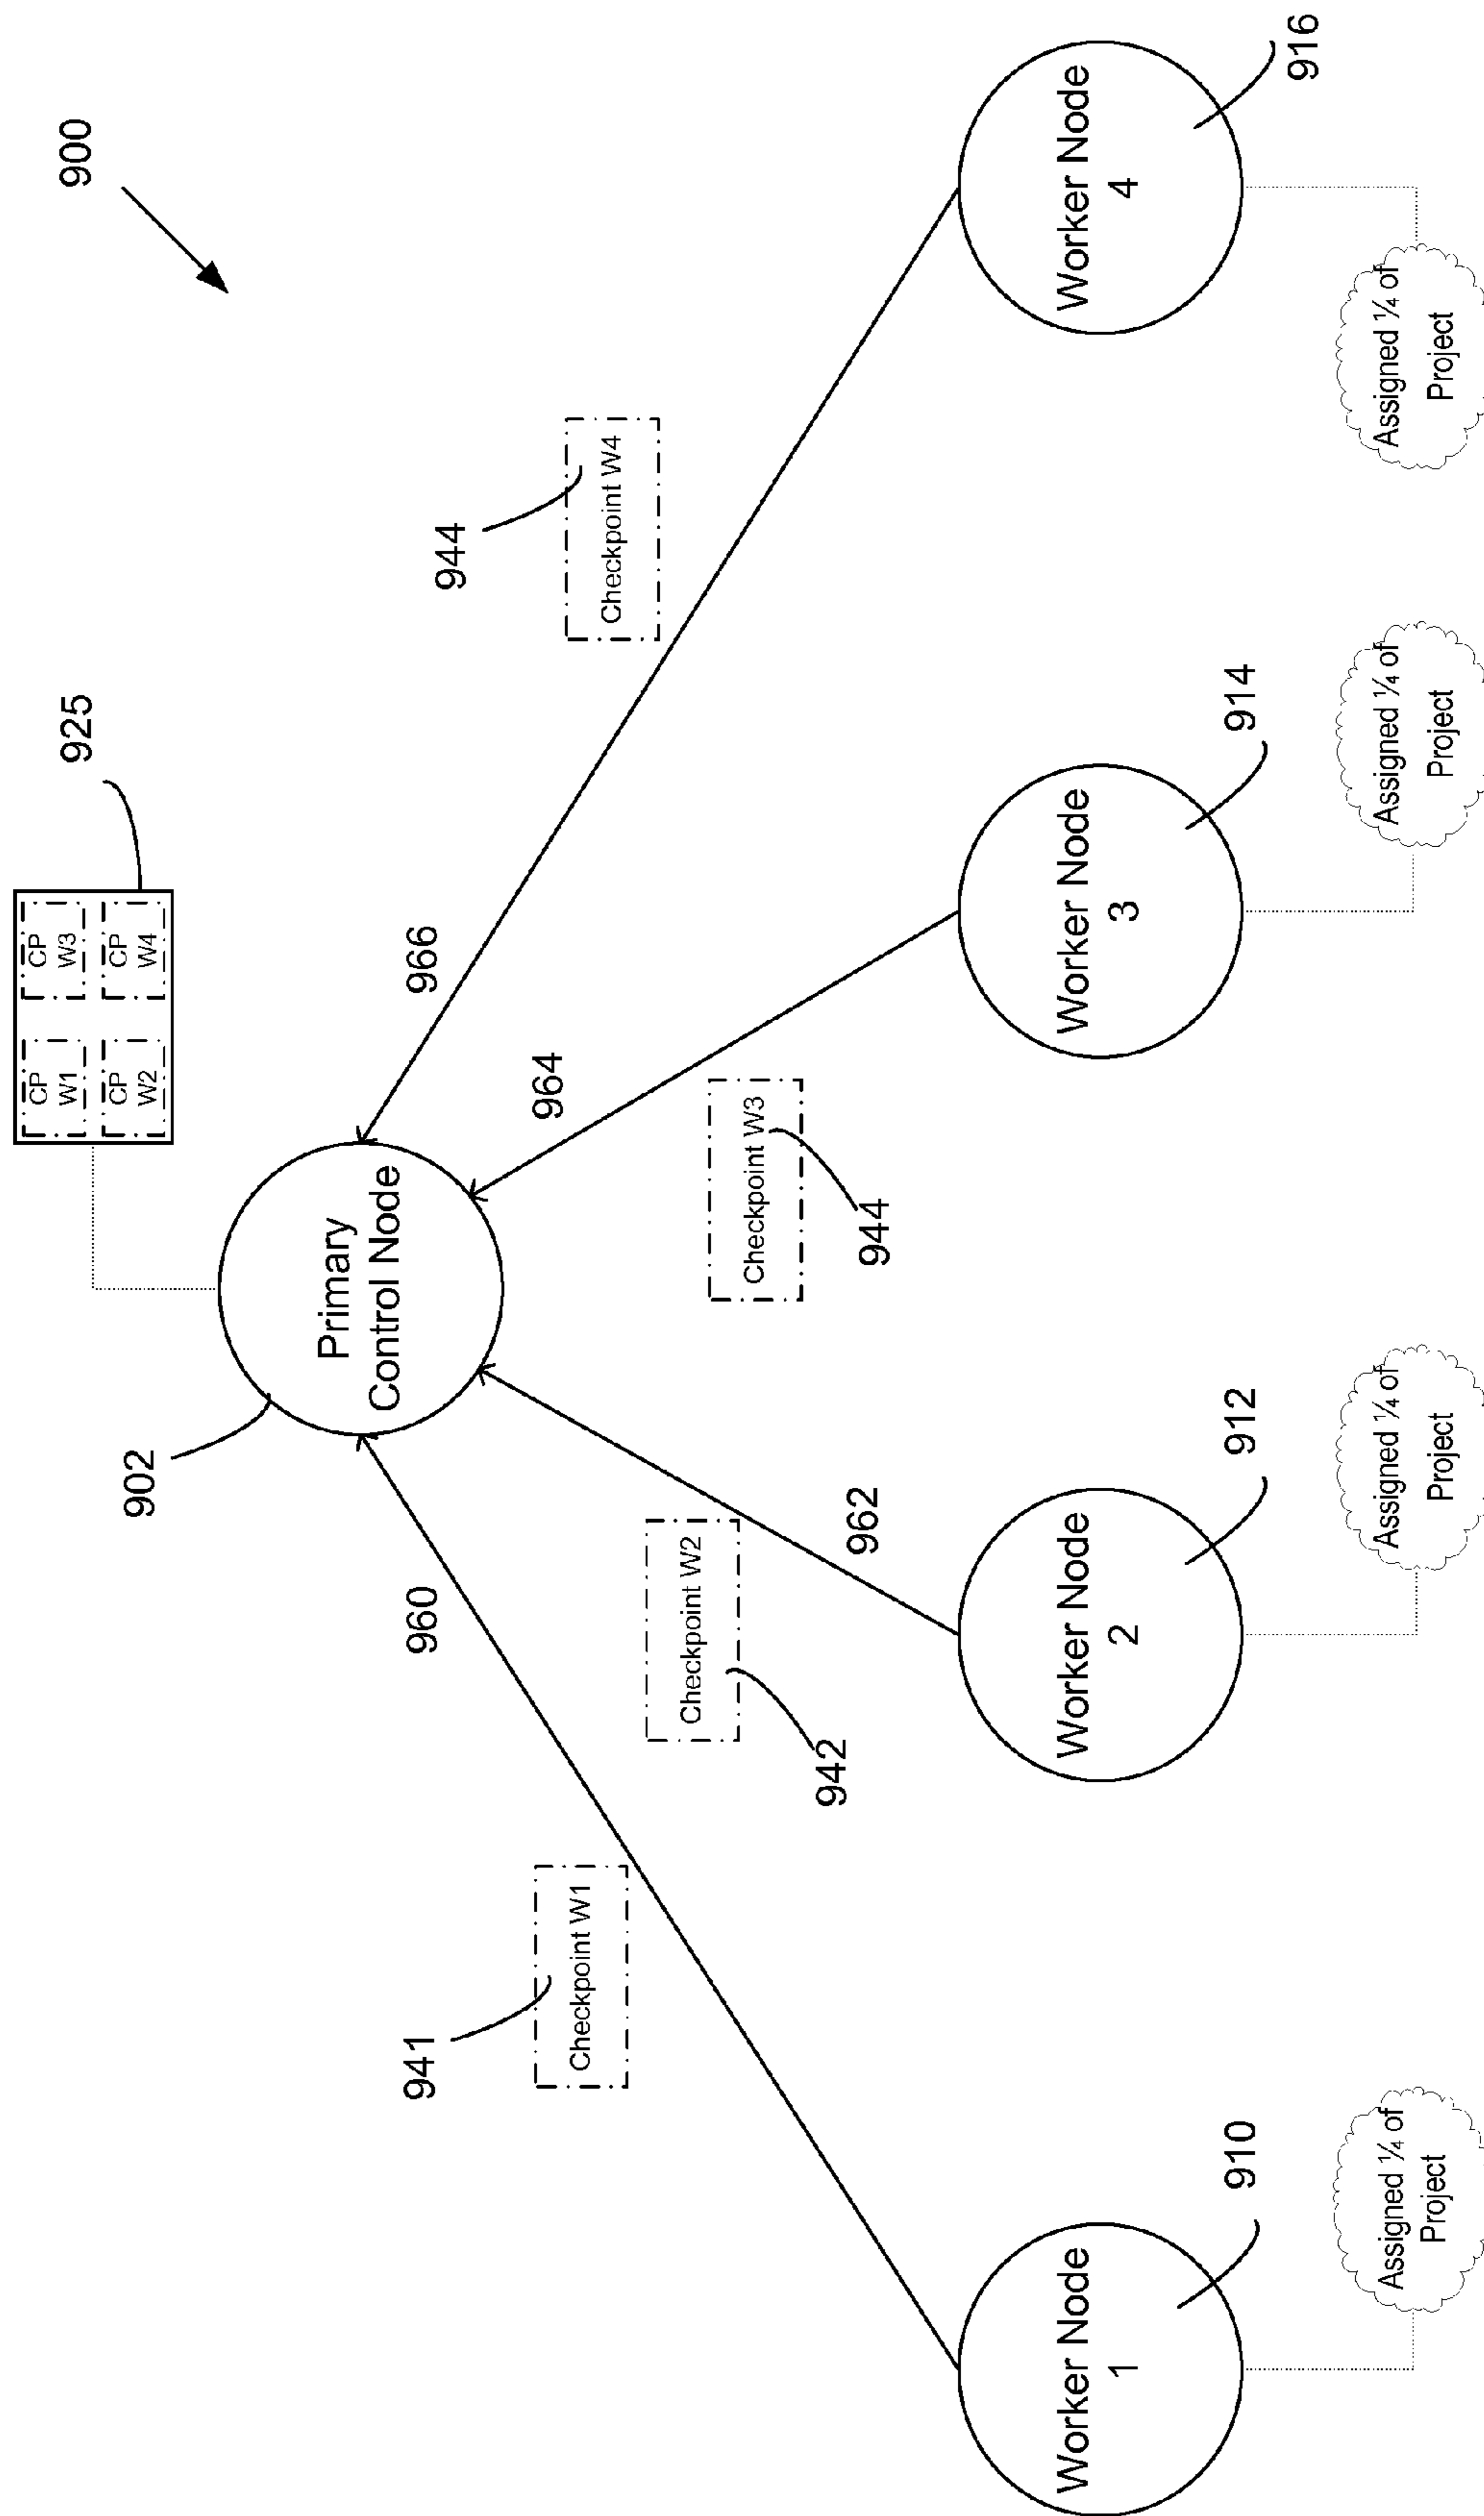 900
925
CP
W1
CP
W3
CP
W2
CP
W4
902
Primary
Control Node
960
966
941
Checkpoint W1
944
Checkpoint W4
964
Checkpoint W2
942
962
Checkpoint W3
944
Worker Node
1
910
Worker Node
2
912
Worker Node
3
914
Worker Node
4
916
Assigned ¼ of
Project
Assigned ¼ of
Project
Assigned ¼ of
Project
Assigned ¼ of
Project